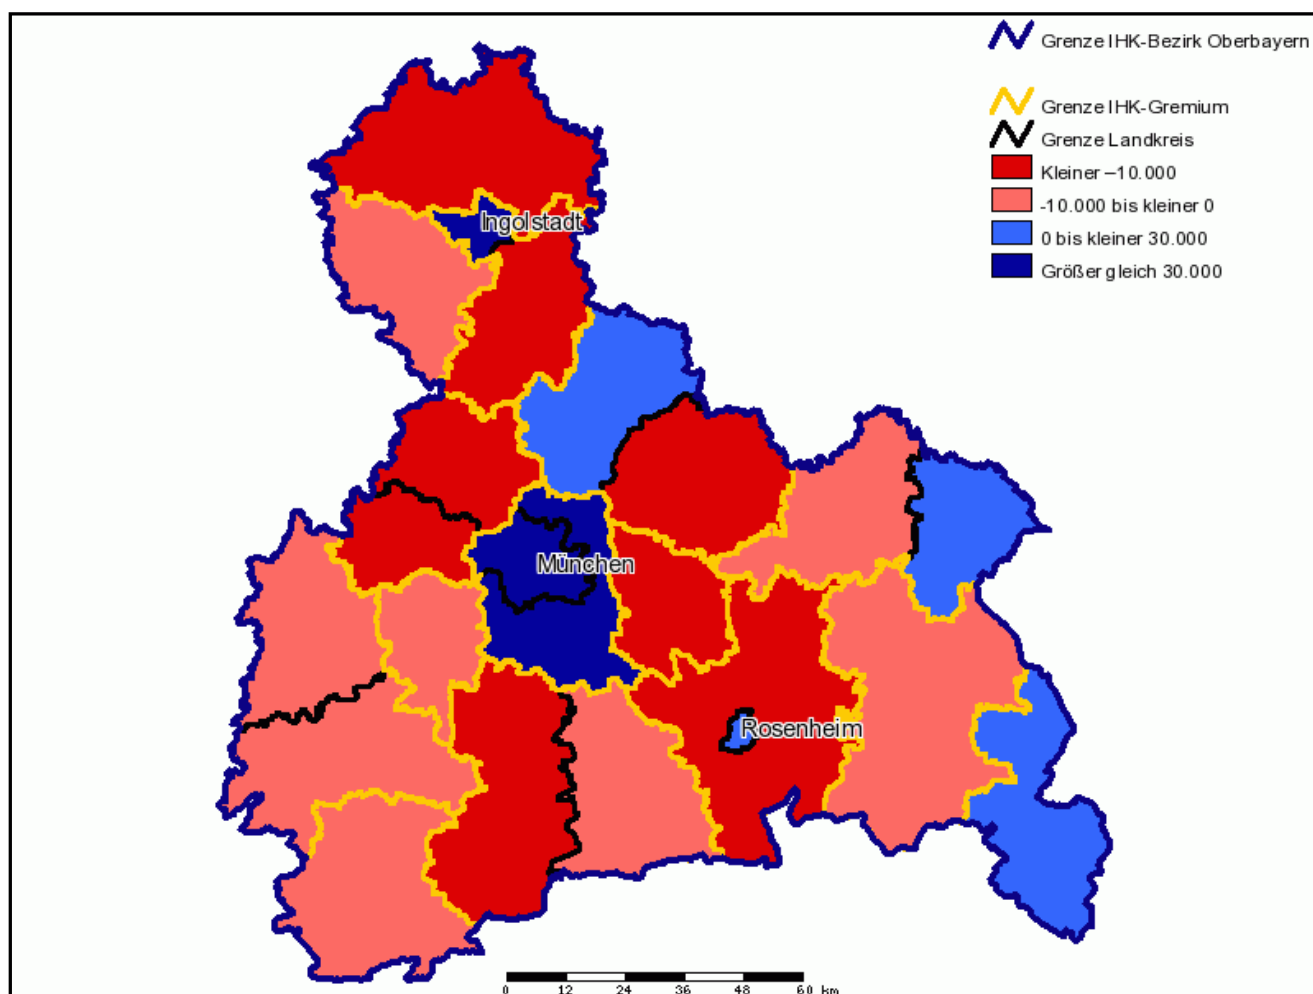 Grenze IHK-Bezirk Oberbayern
Grenze IHK-Gremium
Grenze Landkreis
Kleiner –10.000
-10.000 bis kleiner 0
0 bis kleiner 30.000
Größer gleich 30.000
Ingolstadt
München
Rosenheim
0 12 24 36 48 60 km